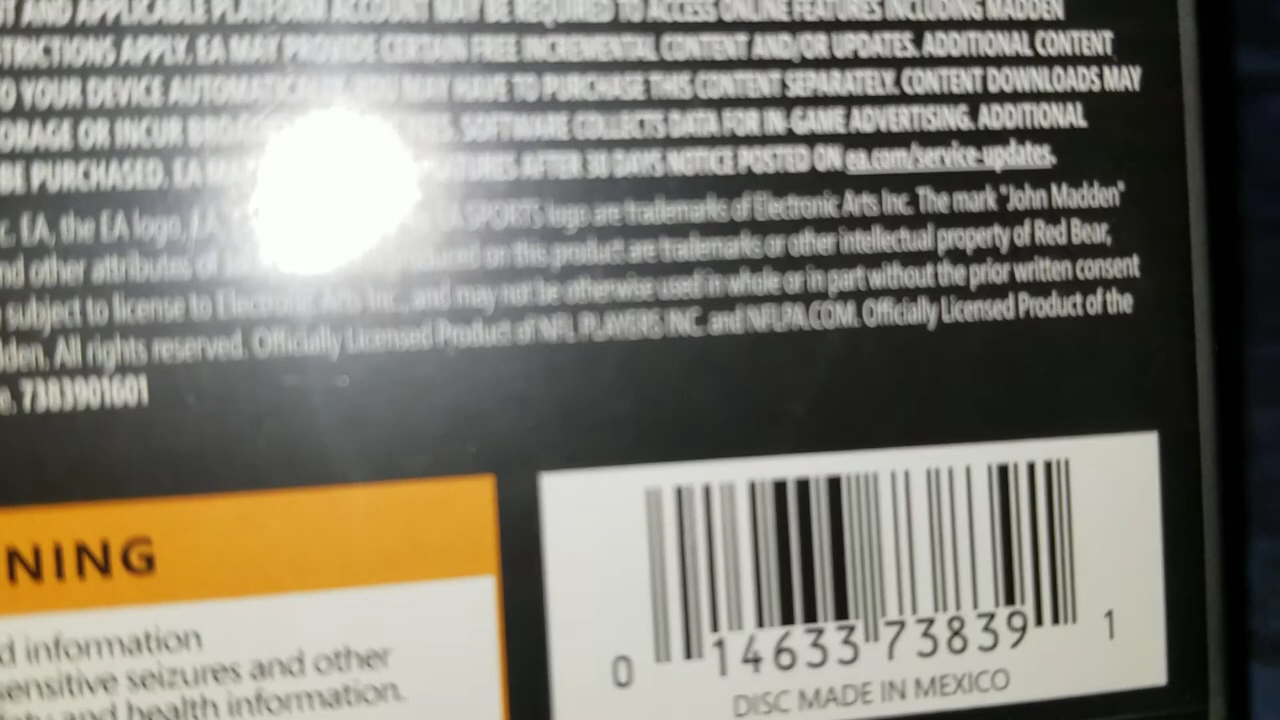 T AND APPLICABLE PLATFORM ACCOUNT MAY BE REQUIRED TO ACCESS ONLINE FEATURES INCLUDING MADDEN
STRICTIONS APPLY. EA MAY PROVIDE CERTAIN FREE INCREMENTAL CONTENT AND/OR UPDATES. ADDITIONAL CONTENT
O YOUR DEVICE AUTOMATICALLY. YOU MAY HAVE TO PURCHASE THIS CONTENT SEPARATELY. CONTENT DOWNLOADS MAY
ORAGE OR INCUR SOFTWARE COLLECTS DATA FOR IN-GAME ADVERTISING. ADDITIONAL
BE PURCHASED. EA AFTER 30 DAYS NOTICE POSTED ON ea.com/service-updates.
c. EA, the EA logo, EA SPORTS logo are trademarks of Electronic Arts Inc. The mark "John Madden"
nd other attributes of on this product are trademarks or other intellectual property of Red Bear,
subject to license to Electronic Arts Inc., and may not be otherwise used in whole or in part without the prior written consent
dden. All rights reserved. Officially Licensed Product of NFL PLAYERS INC. and NFLPA.COM. Officially Licensed Product of the
e. 7383901601
NING
d information
sensitive seizures and other
ety and health information.
0 14633 73839 1
DISC MADE IN MEXICO